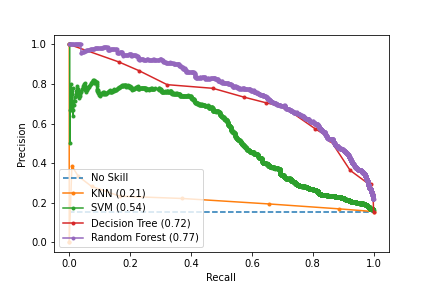 1.0
0.8
0.6
0.4
0.2
0.0
Precision
No Skill
KNN (0.21)
SVM (0.54)
Decision Tree (0.72)
Random Forest (0.77)
0.0 0.2 0.4 0.6 0.8 1.0
Recall